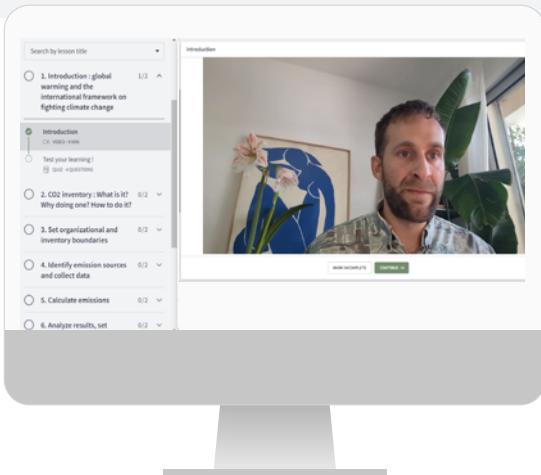 Search by lesson title
Introduction
1. Introduction : global
warming and the
international framework on
fighting climate change
1/2
Introduction
Test your learning !
2. CO2 inventory : What is it?
Why doing one? How to do it?
0/2
3. Set organizational and
inventory boundaries
0/2
4. Identify emission sources
and collect data
0/2
5. Calculate emissions
0/2
6. Analyze results, set
0/2
MARK INCOMPLETE
CONTINUE